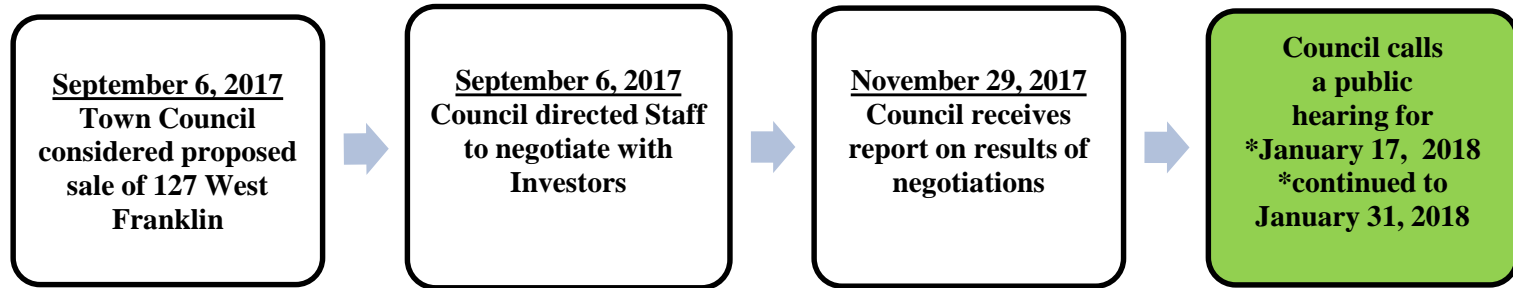 September 6, 2017
Town Council
considered proposed
sale of 127 West
Franklin
September 6, 2017
Council directed Staff
to negotiate with
Investors
November 29, 2017
Council receives
report on results of
negotiations
Council calls
a public
hearing for
*January 17, 2018
*continued to
January 31, 2018